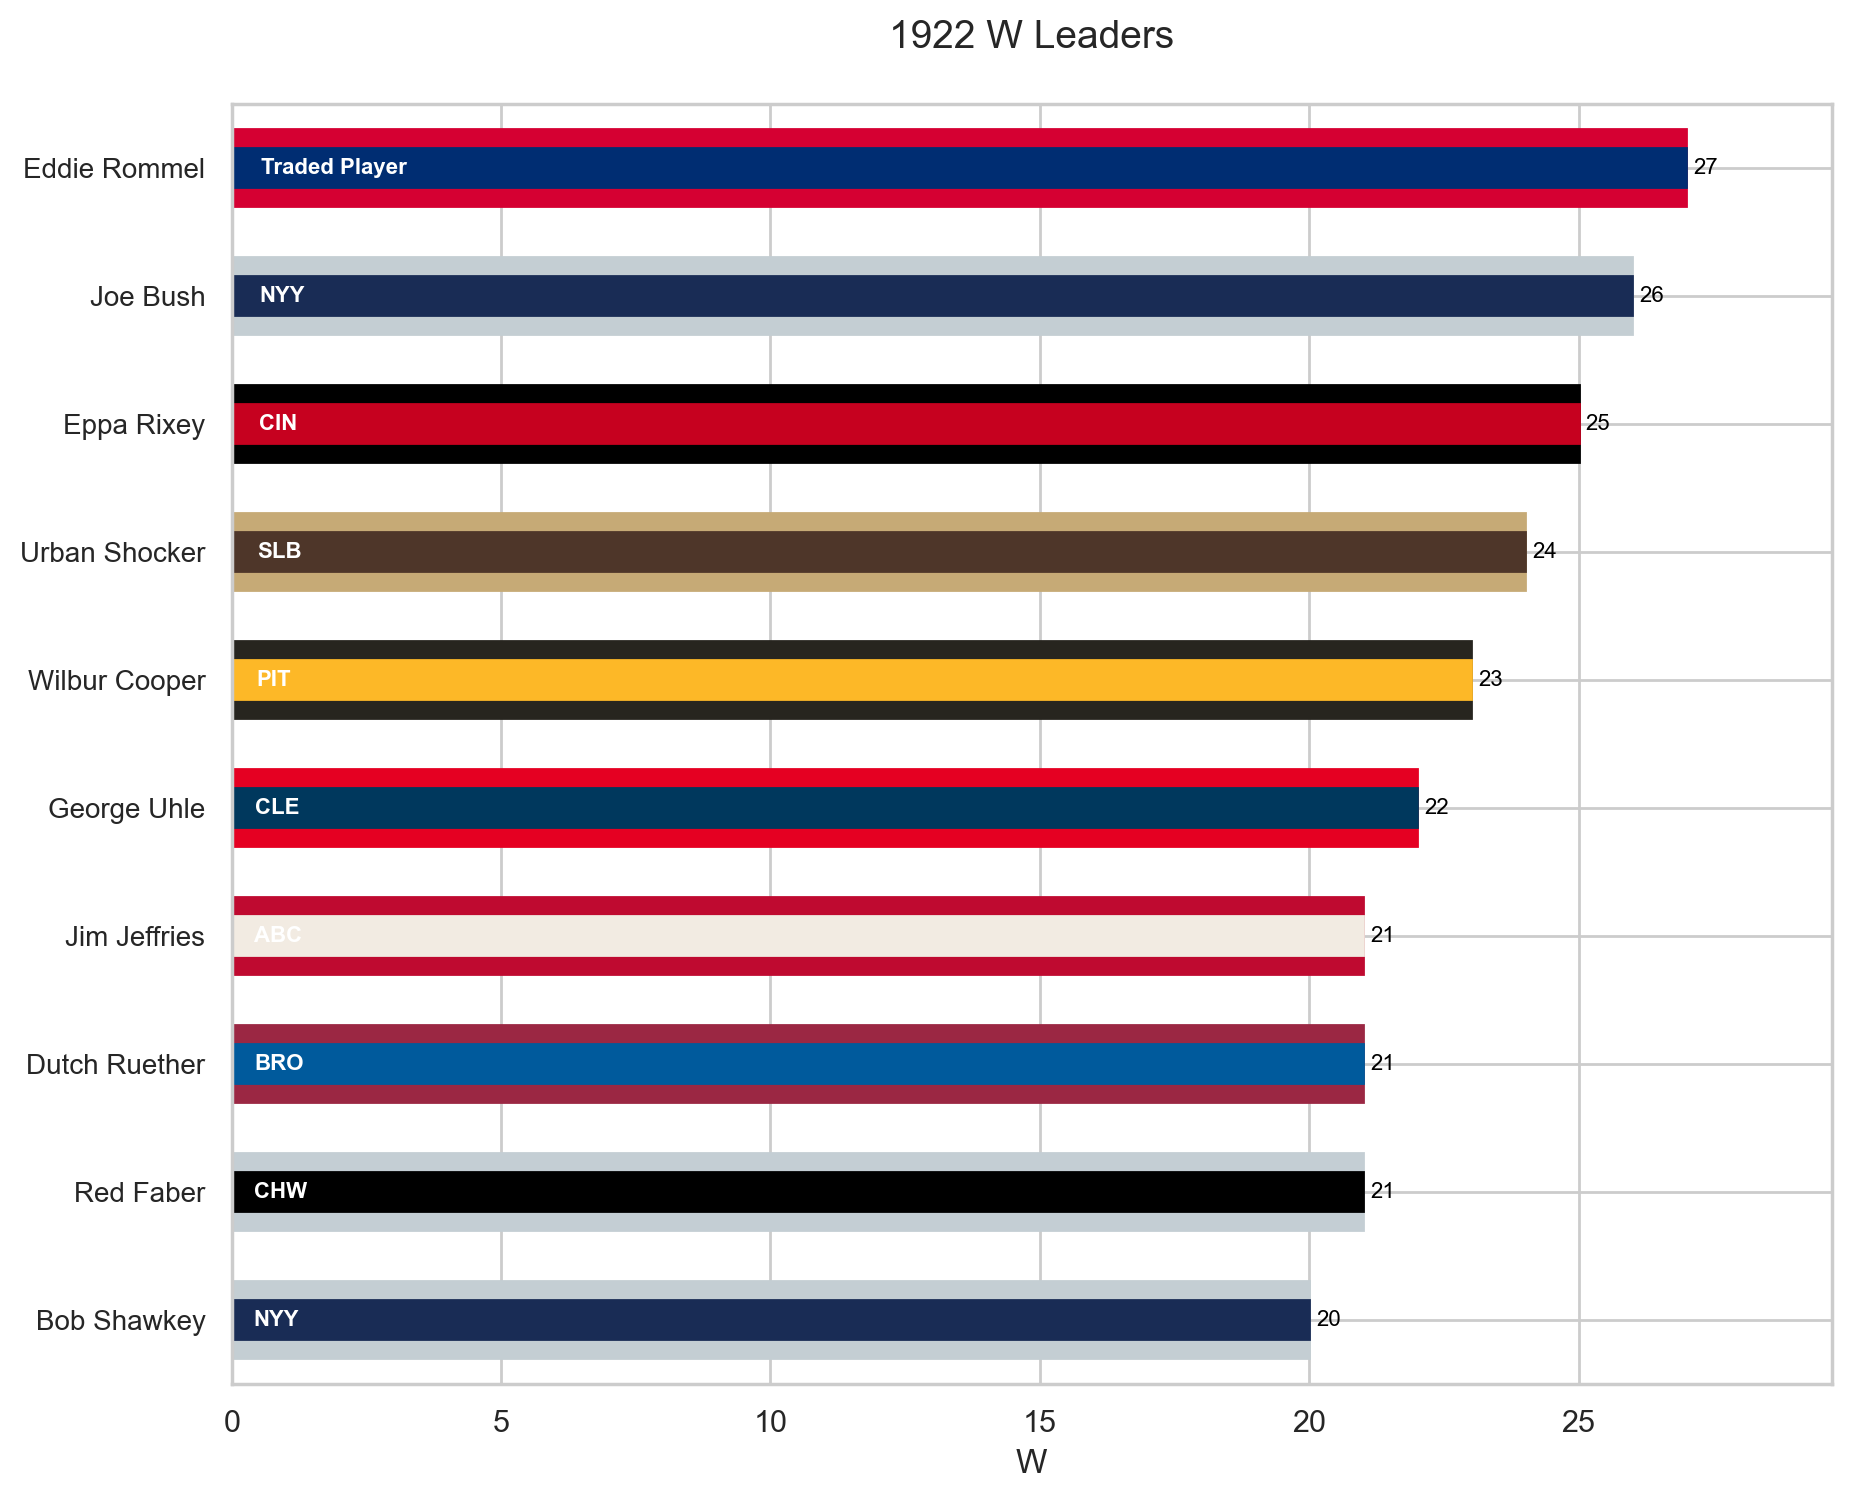 1922 W Leaders
Eddie Rommel Traded Player 27
Joe Bush NYY 26
Eppa Rixey CIN 25
Urban Shocker SLB 24
Wilbur Cooper PIT 23
George Uhle CLE 22
Jim Jeffries ABC 21
Dutch Ruether BRO 21
Red Faber CHW 21
Bob Shawkey NYY 20
0 5 10 15 20 25
W